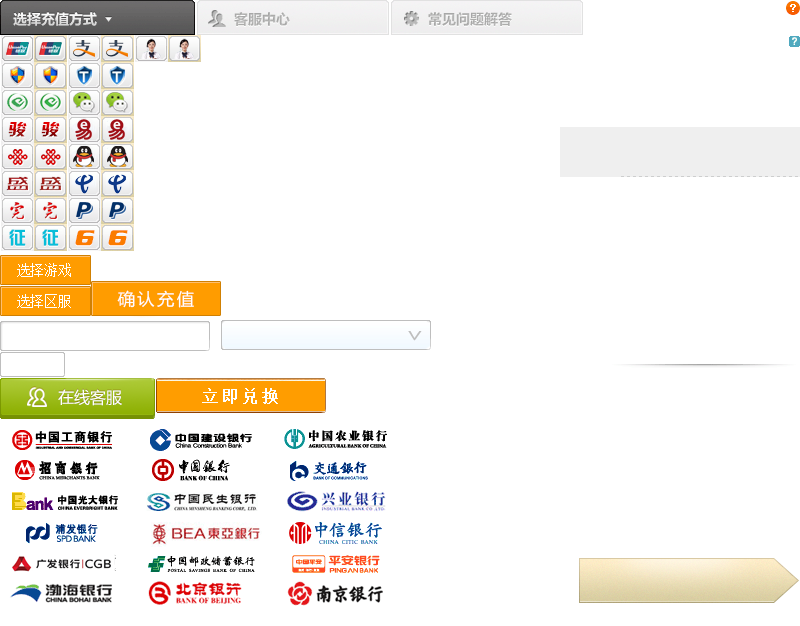 选择充值方式
客服中心
常见问题解答
?
?
骏 骏 易 易
盛 盛
完 完 P P
征 征 6 6
选择游戏
选择区服
确认充值
在线客服
立即兑换
中国工商银行 中国建设银行 中国农业银行
INDUSTRIAL AND COMMERCIAL BANK OF CHINA China Construction Bank AGRICULTURAL BANK OF CHINA
招商银行 中国银行 交通银行
CHINA MERCHANTS BANK BANK OF CHINA BANK OF COMMUNICATIONS
Bank 中国光大银行 中国民生银行 兴业银行
CHINA EVERBRIGHT BANK CHINA MINSHENG BANKING CORP., LTD. INDUSTRIAL BANK CO.,LTD.
浦发银行 BEA東亞銀行 中信银行
SPD BANK CHINA CITIC BANK
广发银行|CGB 中国邮政储蓄银行 中国平安 平安银行
POSTAL SAVINGS BANK OF CHINA PING AN BANK
渤海银行 北京银行 南京银行
CHINA BOHAI BANK BANK OF BEIJING